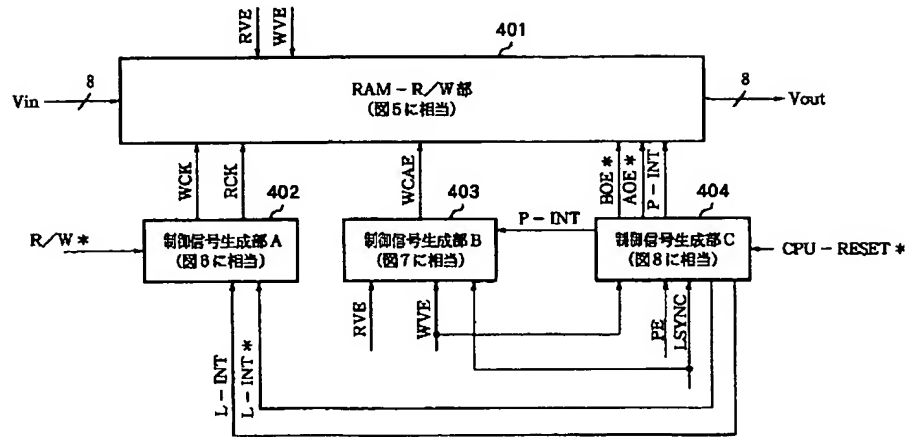 RVE
WVE
401
8
Vin
RAM－R／W部
(図5に相当)
8
Vout
WCK
RCK
WCAE
BOE＊
AOE＊
P－INT
402
403
404
R／W＊
制御信号生成部A
(図6に相当)
制御信号生成部B
(図7に相当)
P－INT
制御信号生成部C
(図8に相当)
CPU－RESET＊
RVE
WVE
PE
LSYNC
L－INT
L－INT＊